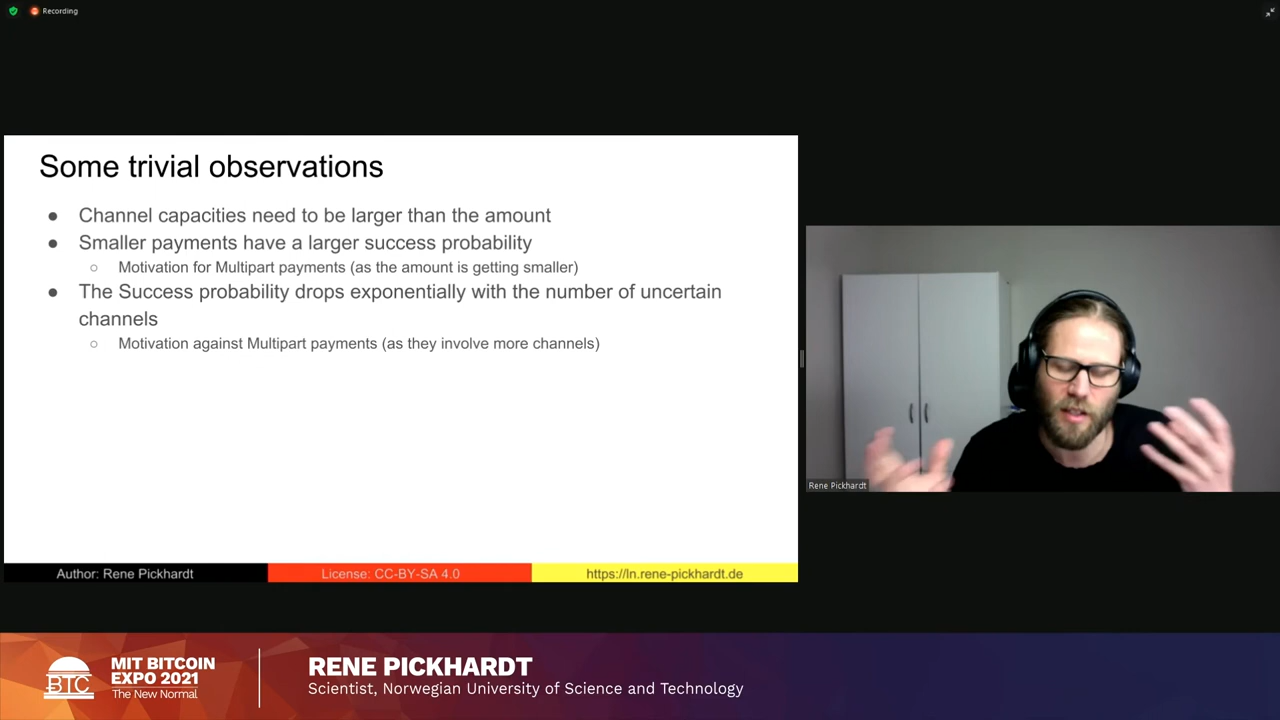 Recording
Some trivial observations
● Channel capacities need to be larger than the amount
● Smaller payments have a larger success probability
○ Motivation for Multipart payments (as the amount is getting smaller)
● The Success probability drops exponentially with the number of uncertain
channels
○ Motivation against Multipart payments (as they involve more channels)
Author: Rene Pickhardt
License: CC-BY-SA 4.0
https://ln.rene-pickhardt.de
Rene Pickhardt
BTC
MIT BITCOIN
EXPO 2021
The New Normal
RENE PICKHARDT
Scientist, Norwegian University of Science and Technology